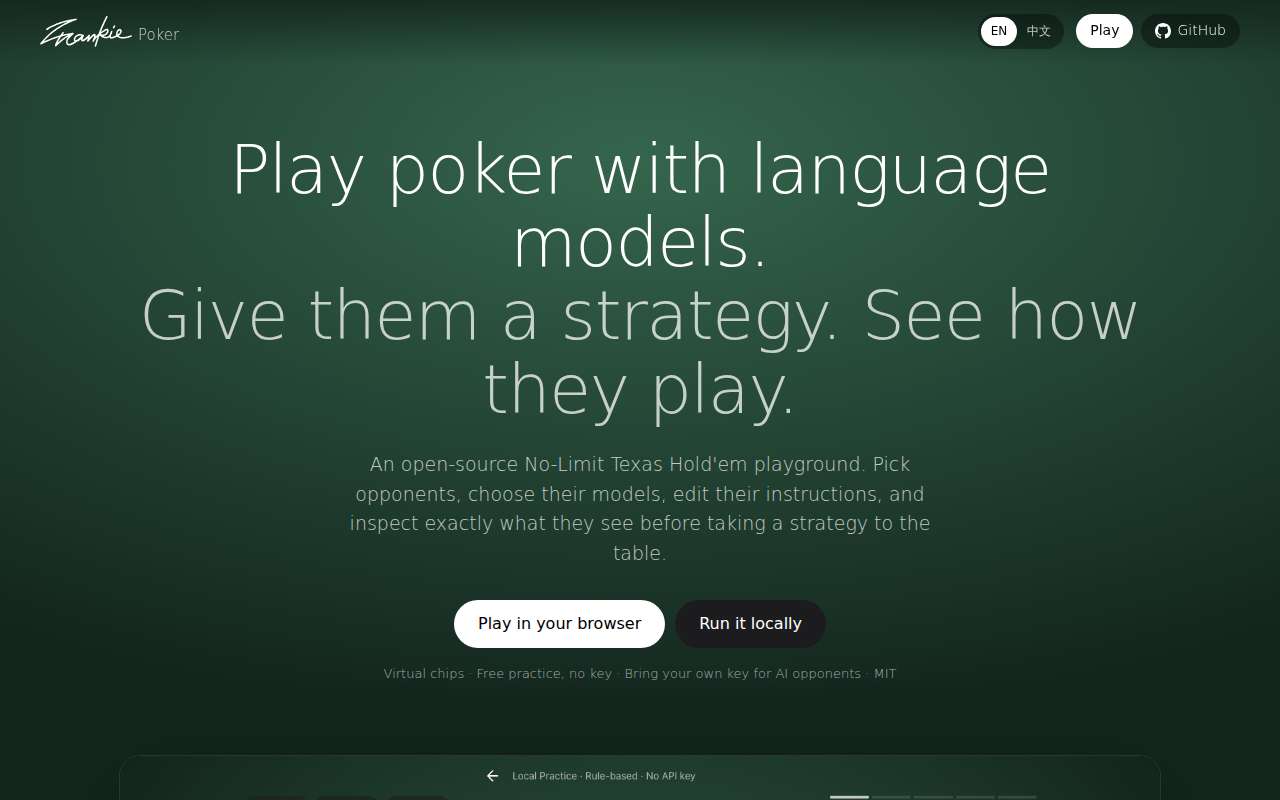 Znankie Poker
EN 中文 Play GitHub
Play poker with language
models.
Give them a strategy. See how
they play.
An open-source No-Limit Texas Hold'em playground. Pick
opponents, choose their models, edit their instructions, and
inspect exactly what they see before taking a strategy to the
table.
Play in your browser Run it locally
Virtual chips · Free practice, no key · Bring your own key for AI opponents · MIT
Local Practice · Rule-based · No API key